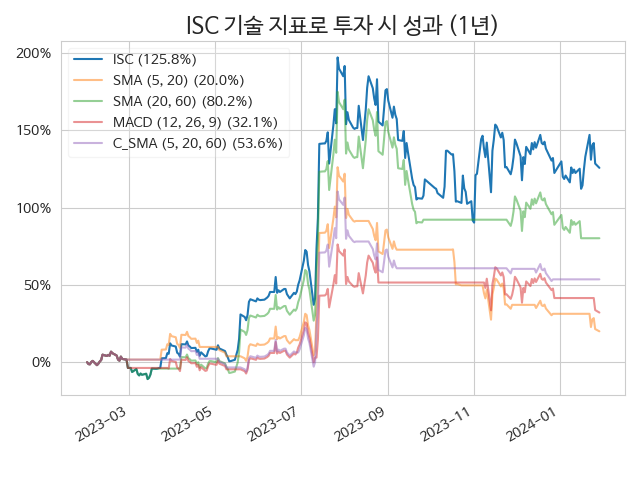 ISC 기술 지표로 투자 시 성과 (1년)
200%
150%
100%
50%
0%
ISC (125.8%)
SMA (5, 20) (20.0%)
SMA (20, 60) (80.2%)
MACD (12, 26, 9) (32.1%)
C_SMA (5, 20, 60) (53.6%)
2023-03
2023-05
2023-07
2023-09
2023-11
2024-01